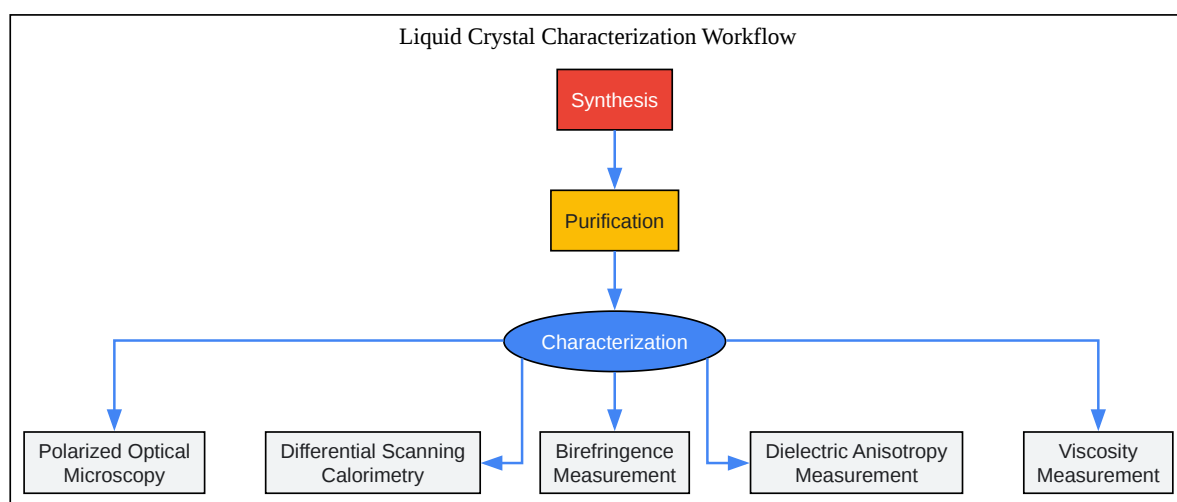 Liquid Crystal Characterization Workflow
Synthesis
Purification
Characterization
Polarized Optical
Microscopy
Differential Scanning
Calorimetry
Birefringence
Measurement
Dielectric Anisotropy
Measurement
Viscosity
Measurement